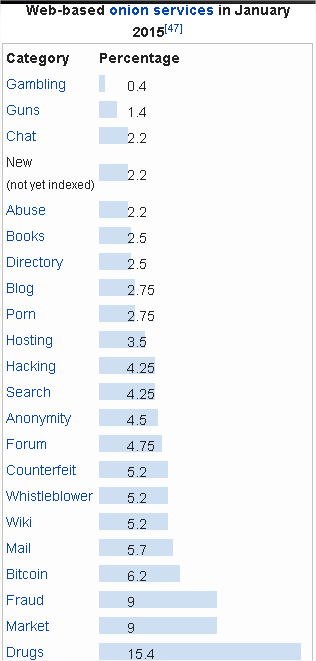 Web-based onion services in January
2015[47]
Category Percentage
Gambling 0.4
Guns 1.4
Chat 2.2
New
(not yet indexed) 2.2
Abuse 2.2
Books 2.5
Directory 2.5
Blog 2.75
Porn 2.75
Hosting 3.5
Hacking 4.25
Search 4.25
Anonymity 4.5
Forum 4.75
Counterfeit 5.2
Whistleblower 5.2
Wiki 5.2
Mail 5.7
Bitcoin 6.2
Fraud 9
Market 9
Drugs 15.4